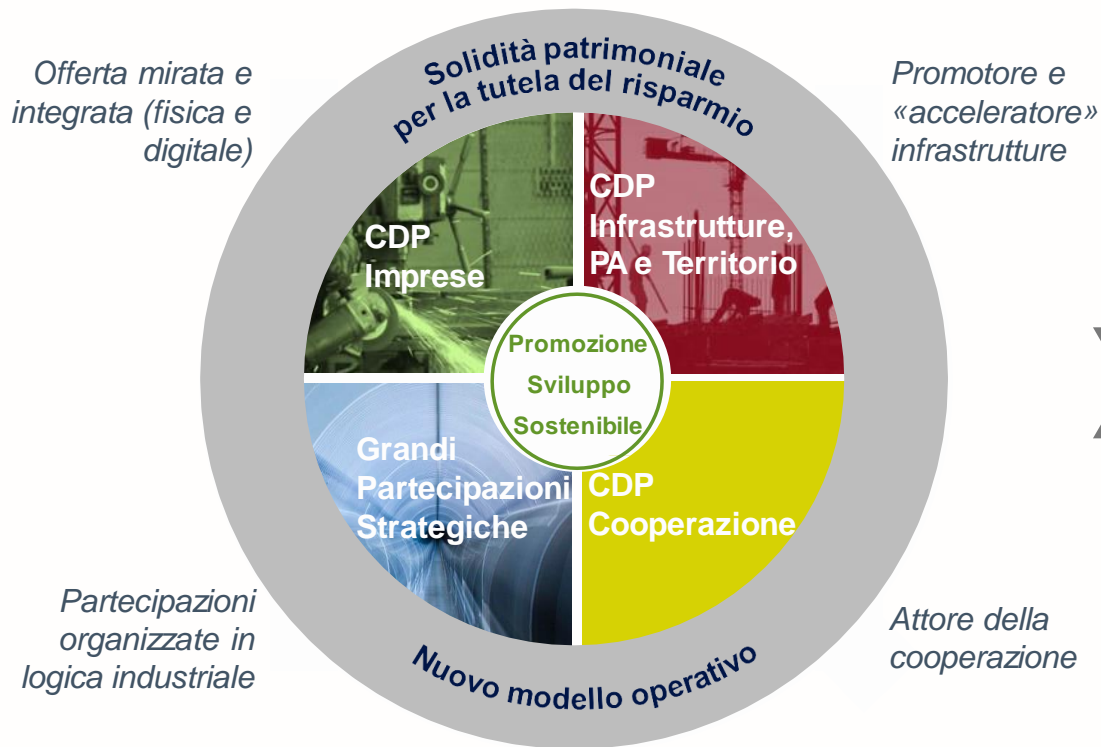 Offerta mirata e
integrata (fisica e
digitale)
Solidità patrimoniale
per la tutela del risparmio
Promotore e
«acceleratore»
infrastrutture
CDP
Imprese
CDP
Infrastrutture,
PA e Territorio
Promozione
Sviluppo
Sostenibile
Grandi
Partecipazioni
Strategiche
CDP
Cooperazione
Partecipazioni
organizzate in
logica industriale
Nuovo modello operativo
Attore della
cooperazione